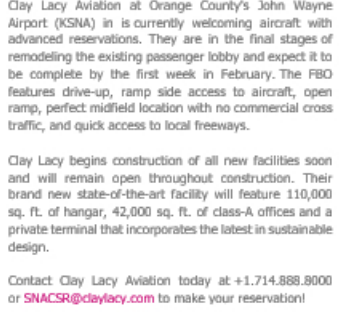 Clay Lacy Aviation at Orange County's John Wayne
Airport (KSNA) in is currently welcoming aircraft with
advanced reservations. They are in the final stages of
remodeling the existing passenger lobby and expect it to
be complete by the first week in February. The FBO
features drive-up, ramp side access to aircraft, open
ramp, perfect midfield location with no commercial cross
traffic, and quick access to local freeways.
Clay Lacy begins construction of all new facilities soon
and will remain open throughout construction. Their
brand new state-of-the-art facility will feature 110,000
sq. ft. of hangar, 42,000 sq. ft. of class-A offices and a
private terminal that incorporates the latest in sustainable
design.
Contact Clay Lacy Aviation today at +1.714.888.8000
or SNACSR@claylacy.com to make your reservation!